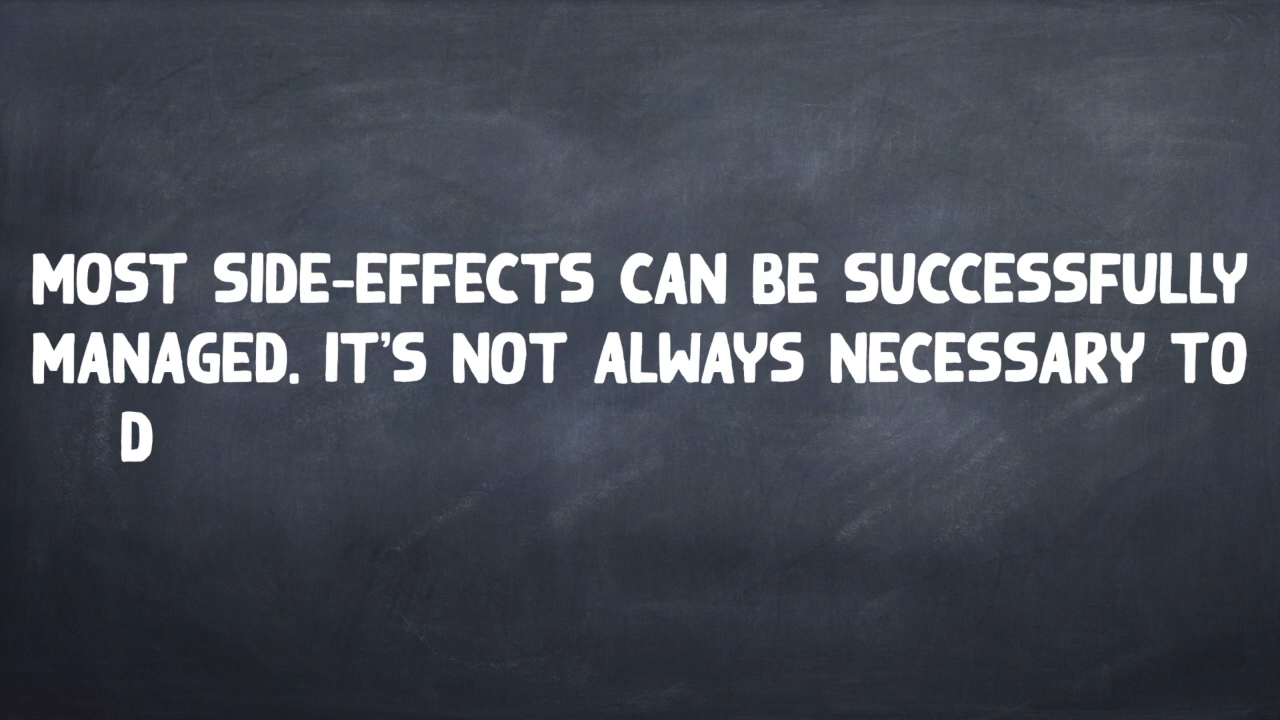 MOST SIDE-EFFECTS CAN BE SUCCESSFULLY
MANAGED. IT'S NOT ALWAYS NECESSARY TO
D